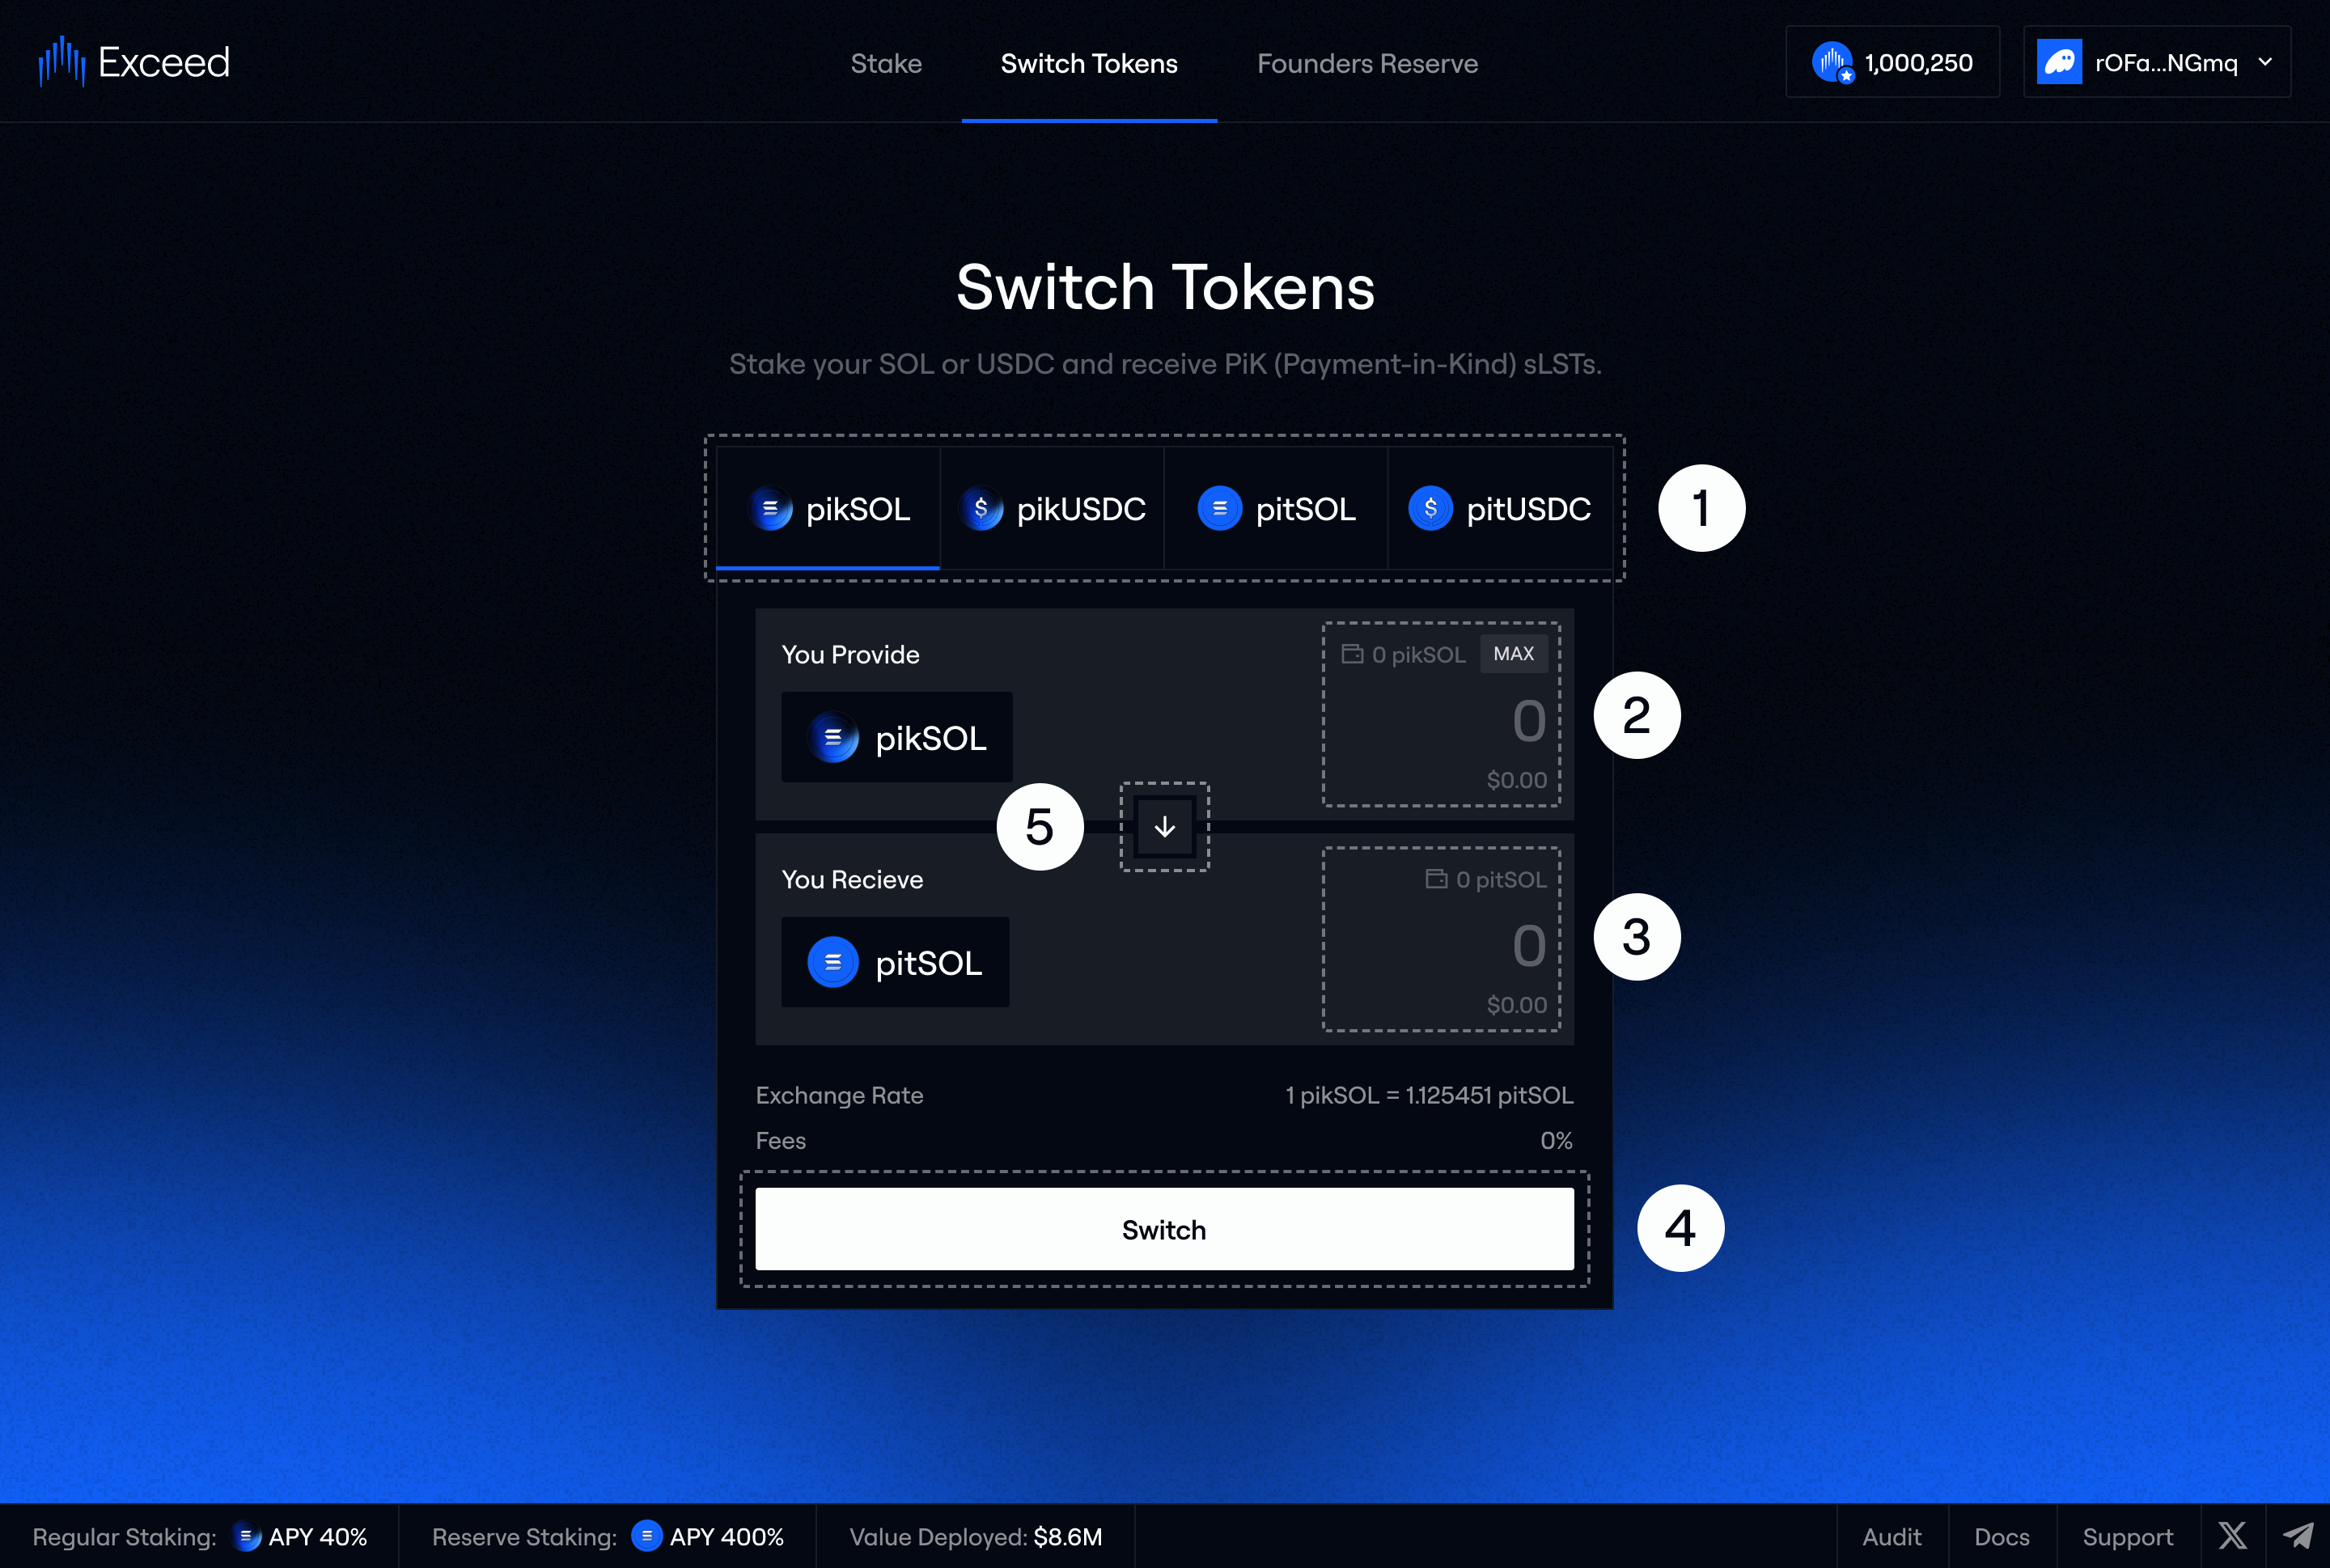 Exceed
Stake
Switch Tokens
Founders Reserve
1,000,250
rOFa...NGmq
Switch Tokens
Stake your SOL or USDC and receive PiK (Payment-in-Kind) sLSTs.
pikSOL
$ pikUSDC
pitSOL
$ pitUSDC
1
You Provide
0 pikSOL MAX
pikSOL
0
$0.00
2
5
You Recieve
0 pitSOL
pitSOL
0
$0.00
3
Exchange Rate 1 pikSOL = 1.125451 pitSOL
Fees 0%
Switch
4
Regular Staking: APY 40%
Reserve Staking: APY 400%
Value Deployed: $8.6M
Audit
Docs
Support